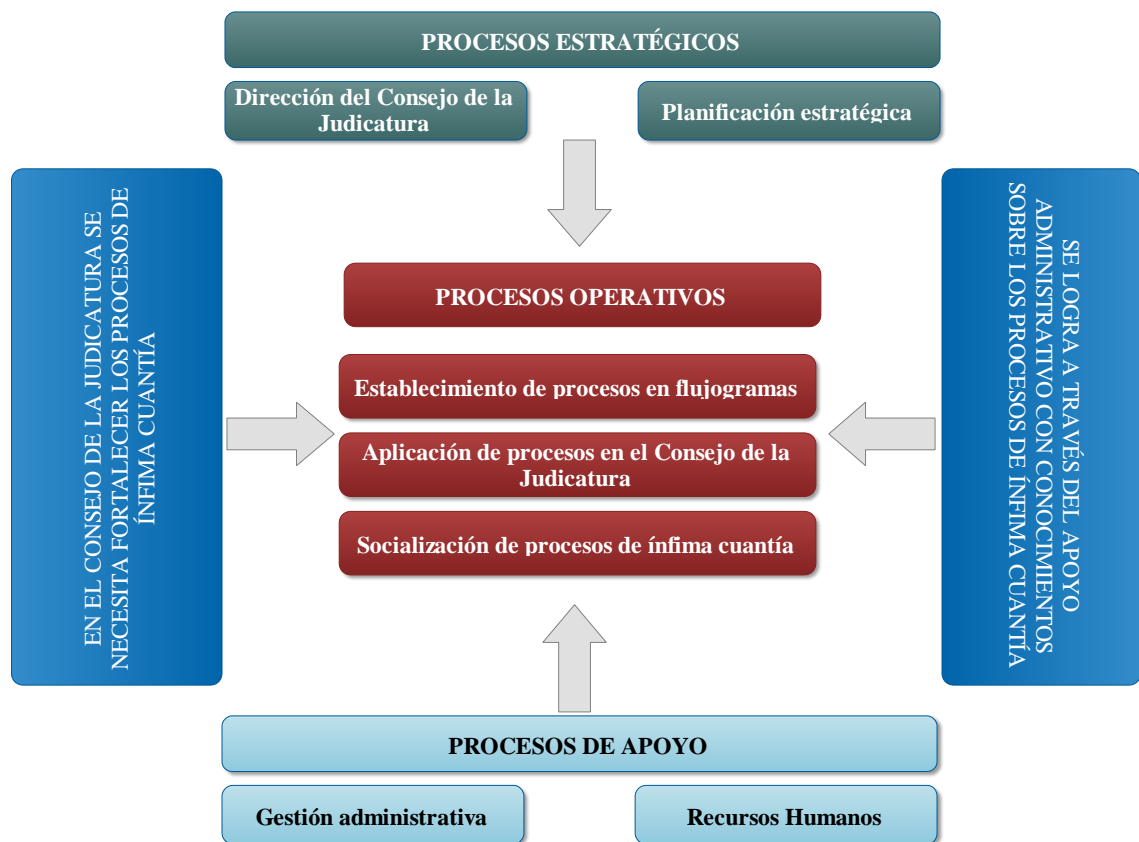 PROCESOS ESTRATÉGICOS
Dirección del Consejo de la
Judicatura
Planificación estratégica
EN EL CONSEJO DE LA JUDICATURA SE
NECESITA FORTALECER LOS PROCESOS DE
ÍNFIMA CUANTÍA
PROCESOS OPERATIVOS
Establecimiento de procesos en flujogramas
Aplicación de procesos en el Consejo de la
Judicatura
Socialización de procesos de ínfima cuantía
SE LOGRA A TRAVÉS DEL APOYO
ADMINISTRATIVO CON CONOCIMIENTOS
SOBRE LOS PROCESOS DE ÍNFIMA CUANTÍA
PROCESOS DE APOYO
Gestión administrativa
Recursos Humanos